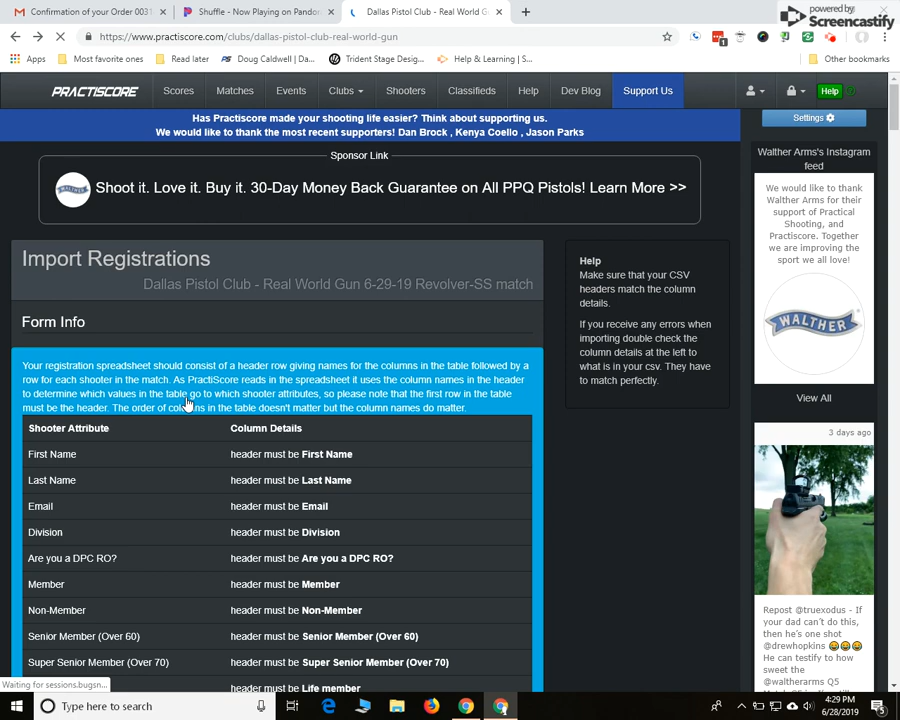 Confirmation of your Order 0031
Shuffle - Now Playing on Pandor
Dallas Pistol Club - Real World G
powered by
Screencastify
https://www.practiscore.com/clubs/dallas-pistol-club-real-world-gun
Apps
Most favorite ones
Read later
Doug Caldwell | Da...
Trident Stage Design...
Help & Learning | S...
Other bookmarks
PRACTISCORE
Scores
Matches
Events
Clubs
Shooters
Classifieds
Help
Dev Blog
Support Us
Help
Has Practiscore made your shooting life easier? Think about supporting us.
We would like to thank the most recent supporters! Dan Brock , Kenya Coello , Jason Parks
Settings
Sponsor Link
WALTHER
Shoot it. Love it. Buy it. 30-Day Money Back Guarantee on All PPQ Pistols! Learn More >>
Import Registrations
Dallas Pistol Club - Real World Gun 6-29-19 Revolver-SS match
Form Info
Your registration spreadsheet should consist of a header row giving names for the columns in the table followed by a
row for each shooter in the match. As PractiScore reads in the spreadsheet it uses the column names in the header
to determine which values in the table go to which shooter attributes, so please note that the first row in the table
must be the header. The order of columns in the table doesn't matter but the column names do matter.
Shooter Attribute Column Details
First Name header must be First Name
Last Name header must be Last Name
Email header must be Email
Division header must be Division
Are you a DPC RO? header must be Are you a DPC RO?
Member header must be Member
Non-Member header must be Non-Member
Senior Member (Over 60) header must be Senior Member (Over 60)
Super Senior Member (Over 70) header must be Super Senior Member (Over 70)
header must be Life member
Help
Make sure that your CSV
headers match the column
details.
If you receive any errors when
importing double check the
column details at the left to
what is in your csv. They have
to match perfectly.
Walther Arms's Instagram
feed
We would like to thank
Walther Arms for their
support of Practical
Shooting, and
Practiscore. Together
we are improving the
sport we all love!
WALTHER
View All
3 days ago
Repost @truexodus - If
your dad can't do this,
then he's one shot
@drewhopkins
He can testify to how
sweet the
@waltherarms Q5
Waiting for sessions.bugsn...
Type here to search
4:29 PM
6/28/2019
5